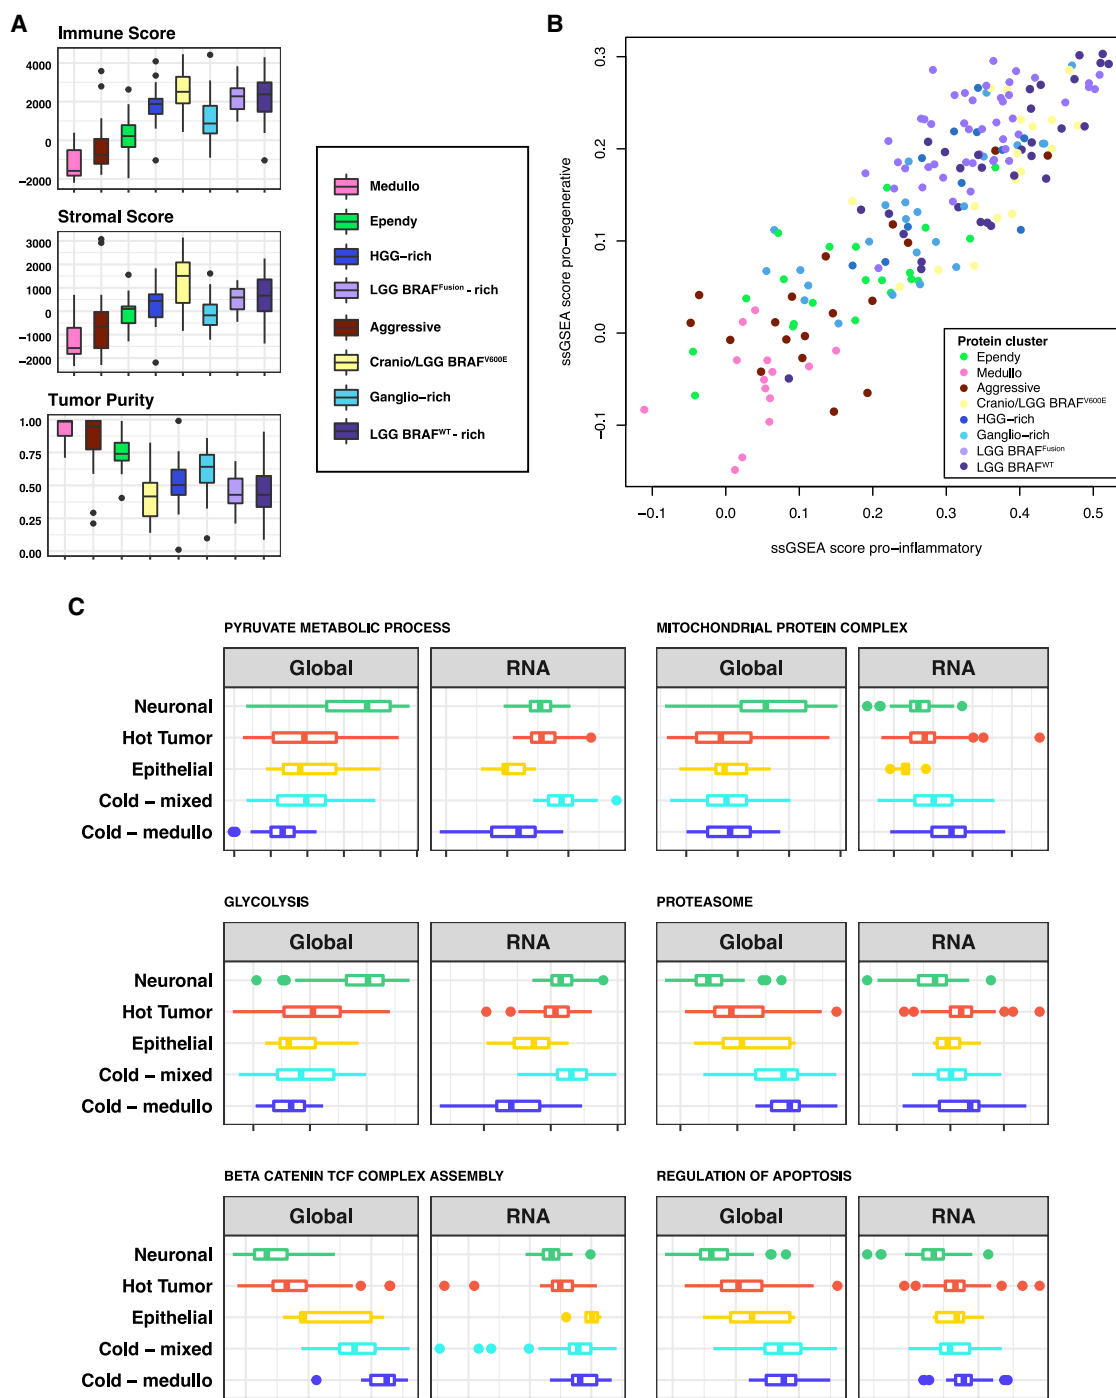 A
Immune Score
4000
2000
0
−2000
Stromal Score
3000
2000
1000
0
−1000
−2000
Tumor Purity
1.00
0.75
0.50
0.25
0.00
Medullo
Ependy
HGG−rich
LGG BRAFFusion - rich
Aggressive
Cranio/LGG BRAFV600E
Ganglio-rich
LGG BRAFWT - rich
B
ssGSEA score pro−regenerative
0.3
0.2
0.1
0.0
−0.1
−0.1 0.0 0.1 0.2 0.3 0.4 0.5
ssGSEA score pro−inflammatory
Protein cluster
Ependy
Medullo
Aggressive
Cranio/LGG BRAFV600E
HGG−rich
Ganglio−rich
LGG BRAFFusion
LGG BRAFWT
C
PYRUVATE METABOLIC PROCESS
Global RNA
Neuronal
Hot Tumor
Epithelial
Cold − mixed
Cold − medullo
MITOCHONDRIAL PROTEIN COMPLEX
Global RNA
GLYCOLYSIS
Global RNA
Neuronal
Hot Tumor
Epithelial
Cold − mixed
Cold − medullo
PROTEASOME
Global RNA
BETA CATENIN TCF COMPLEX ASSEMBLY
Global RNA
Neuronal
Hot Tumor
Epithelial
Cold − mixed
Cold − medullo
REGULATION OF APOPTOSIS
Global RNA